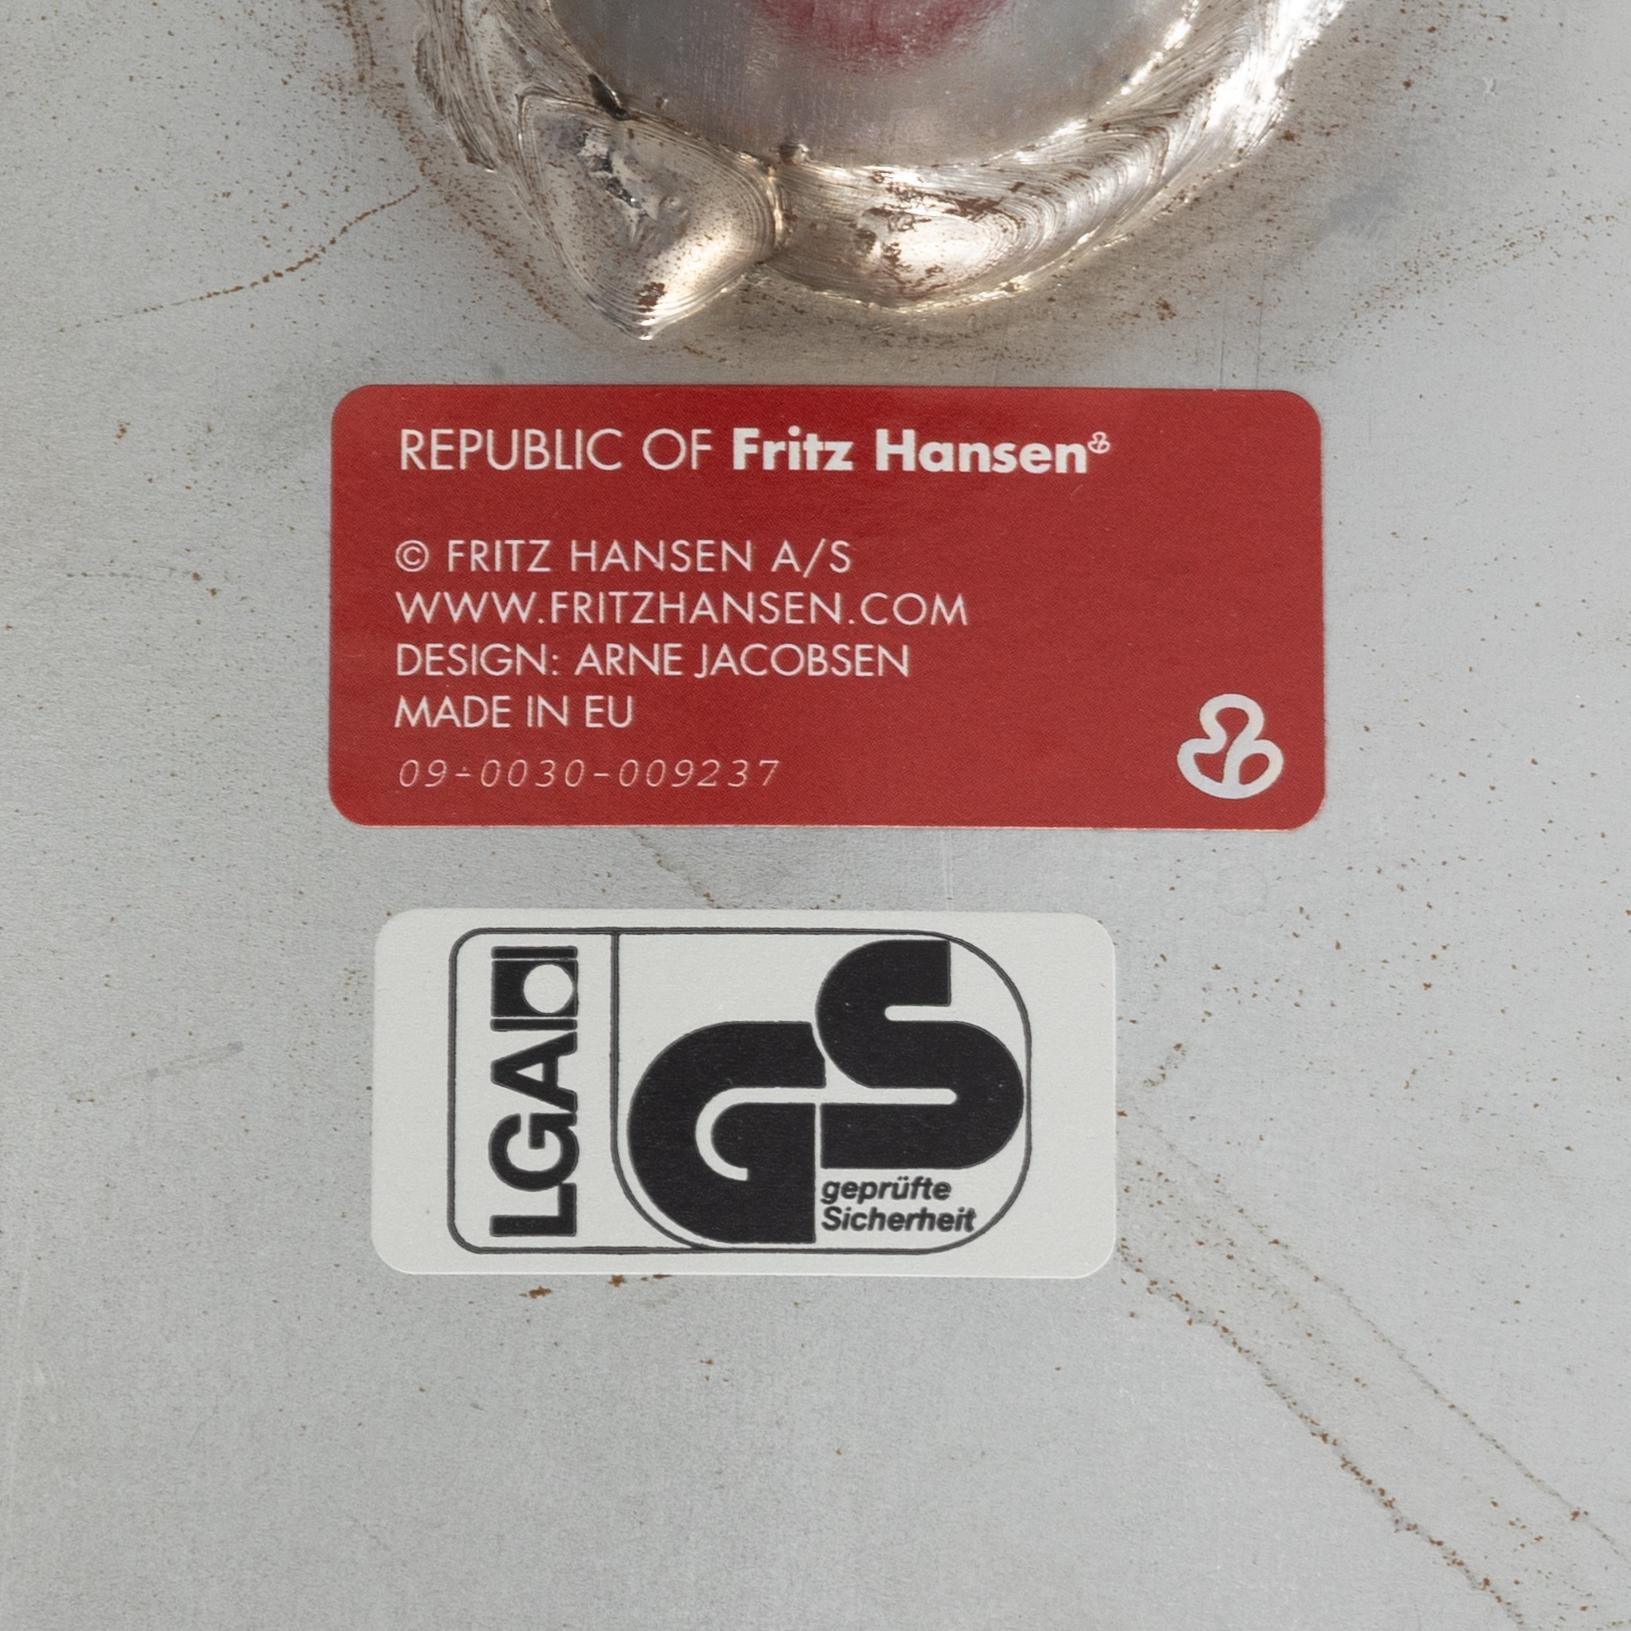 REPUBLIC OF Fritz Hansen
© FRITZ HANSEN A/S
WWW.FRITZHANSEN.COM
DESIGN: ARNE JACOBSEN
MADE IN EU
09-0030-009237
LGA
GS
geprüfte
Sicherheit